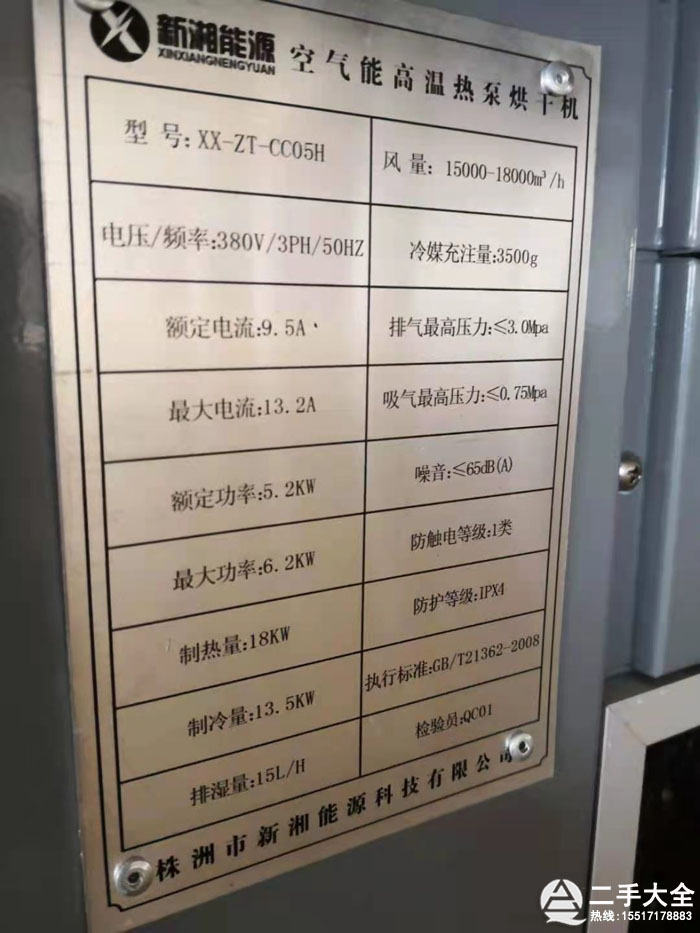 新湘能源
XINXIANGNENGYUAN
空气能高温热泵烘干机
型号:XX-ZT-CC05H
风量:15000-18000m³/h
电压/频率:380V/3PH/50HZ
冷媒充注量:3500g
额定电流:9.5A
排气最高压力:≤3.0Mpa
最大电流:13.2A
吸气最高压力:≤0.75Mpa
额定功率:5.2KW
噪音:≤65dB(A)
最大功率:6.2KW
防触电等级:1类
制热量:18KW
防护等级:IPX4
制冷量:13.5KW
执行标准:GB/T21362-2008
排湿量:15L/H
检验员:QC01
株洲市新湘能源科技有限公司
二手大全
热线:15517178883